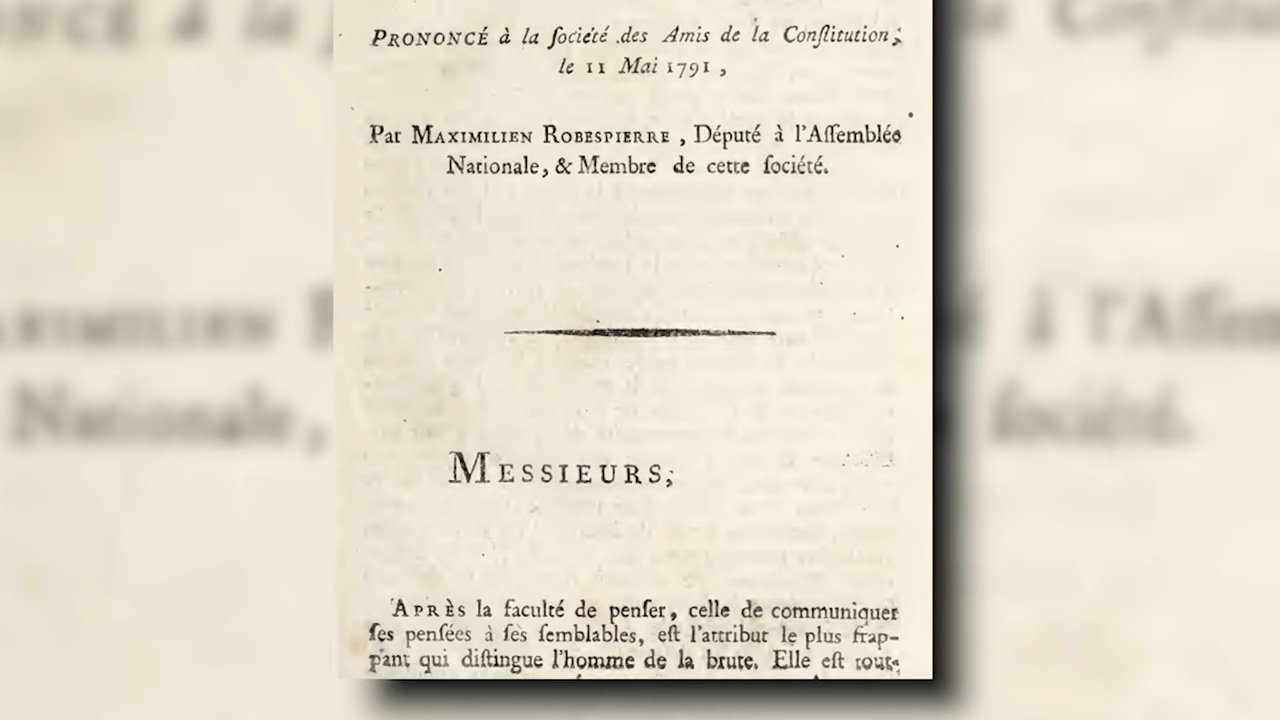 PRONONCÉ à la ſociété des Amis de la Conſtitution,
le 11 Mai 1791,
Par MAXIMILIEN ROBESPIERRE, Député à l'Aſſemblée
Nationale, & Membre de cette ſociété.
MESSIEURS,
APRÈS la faculté de penſer, celle de communiquer
ſes penſées à ſes ſemblables, eſt l'attribut le plus frap-
pant qui diſtingue l'homme de la brute. Elle eſt tout